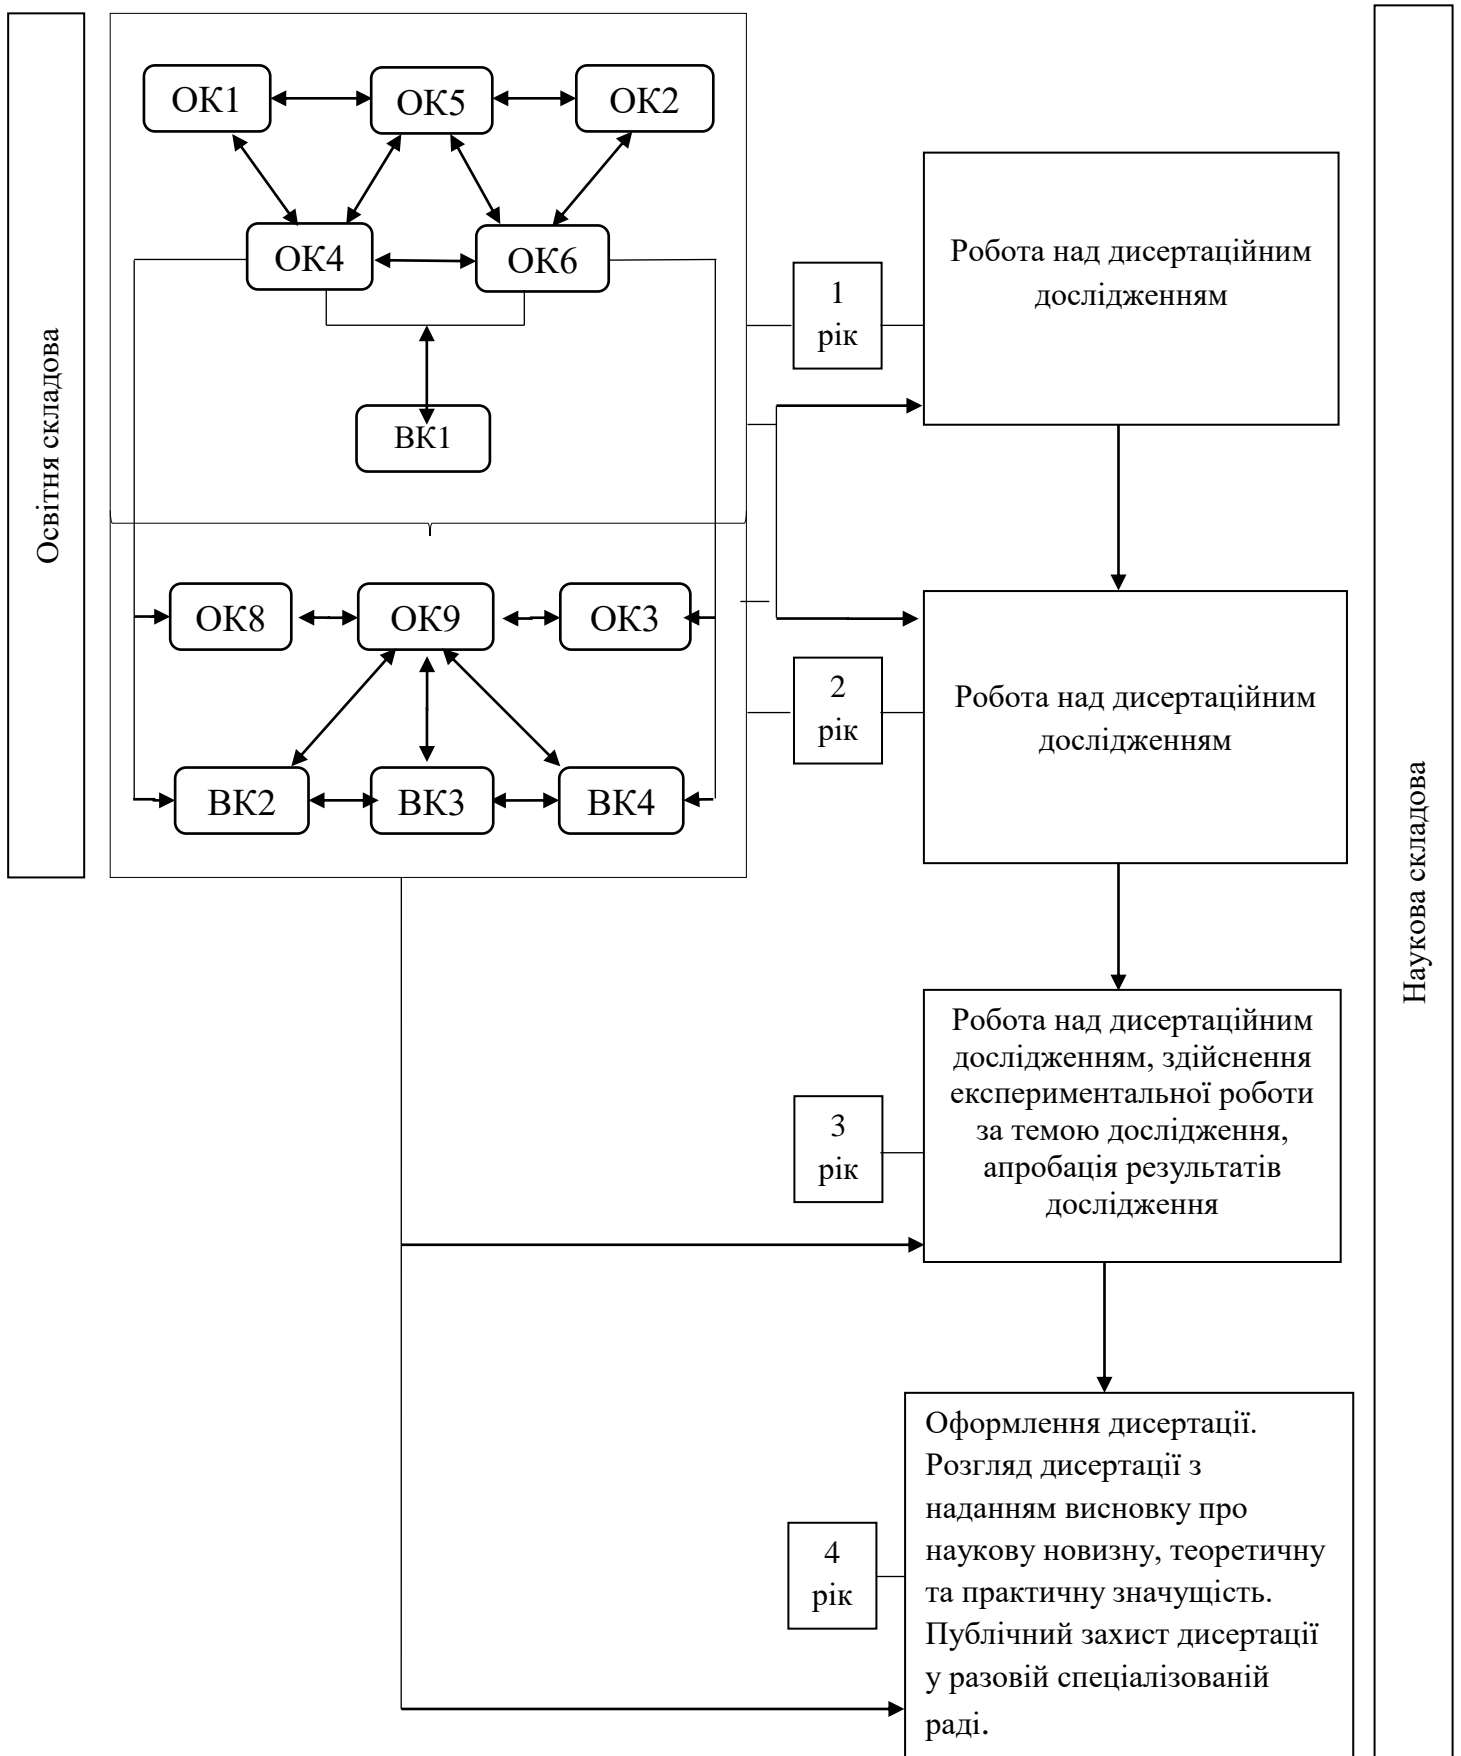 Освітня складова
ОК1
ОК5
ОК2
ОК4
ОК6
ВК1
ОК8
ОК9
ОК3
ВК2
ВК3
ВК4
1
рік
Робота над дисертаційним
дослідженням
2
рік
Робота над дисертаційним
дослідженням
3
рік
Робота над дисертаційним
дослідженням, здійснення
експериментальної роботи
за темою дослідження,
апробація результатів
дослідження
4
рік
Оформлення дисертації.
Розгляд дисертації з
наданням висновку про
наукову новизну, теоретичну
та практичну значущість.
Публічний захист дисертації
у разовій спеціалізованій
раді.
Наукова складова